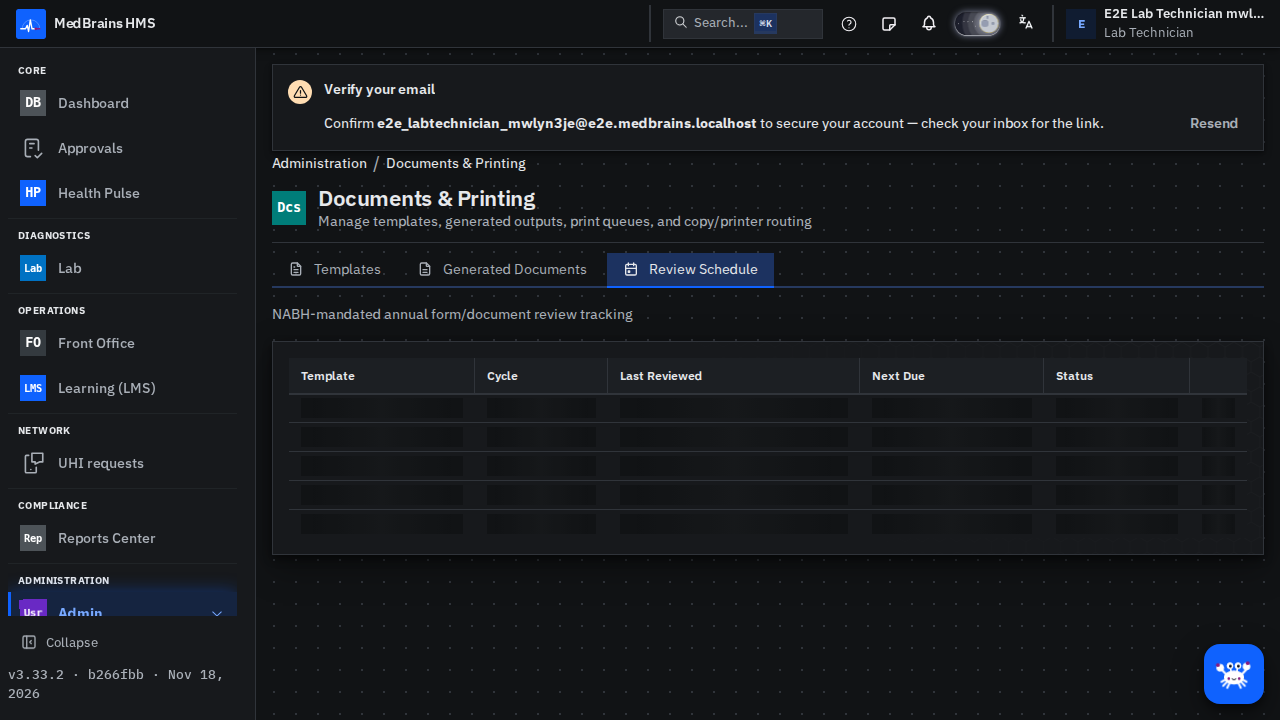 MedBrains HMS
Search... ⌘K
E
E2E Lab Technician mwl...
Lab Technician
CORE
DB Dashboard
Approvals
HP Health Pulse
DIAGNOSTICS
Lab Lab
OPERATIONS
FO Front Office
LMS Learning (LMS)
NETWORK
UHI requests
COMPLIANCE
Rep Reports Center
ADMINISTRATION
Usr Admin
Collapse
v3.33.2 · b266fbb · Nov 18,
2026
Verify your email
Confirm e2e_labtechnician_mwlyn3je@e2e.medbrains.localhost to secure your account — check your inbox for the link.
Resend
Administration / Documents & Printing
Dcs
Documents & Printing
Manage templates, generated outputs, print queues, and copy/printer routing
Templates
Generated Documents
Review Schedule
NABH-mandated annual form/document review tracking
Template Cycle Last Reviewed Next Due Status